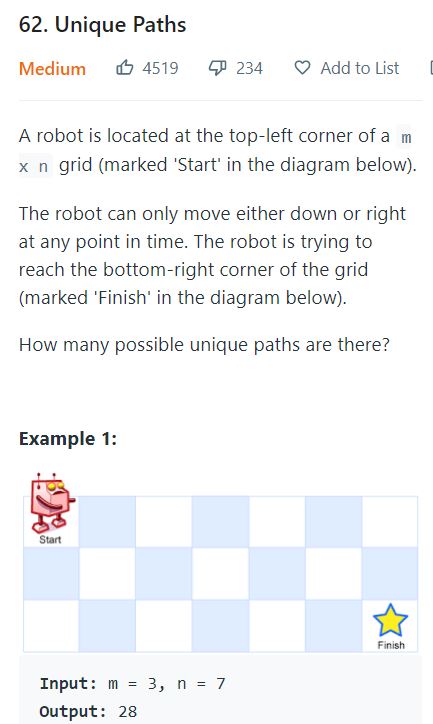 62. Unique Paths
Medium 4519 234 Add to List
A robot is located at the top-left corner of a m
x n grid (marked 'Start' in the diagram below).
The robot can only move either down or right
at any point in time. The robot is trying to
reach the bottom-right corner of the grid
(marked 'Finish' in the diagram below).
How many possible unique paths are there?
Example 1:
Start
Finish
Input: m = 3, n = 7
Output: 28